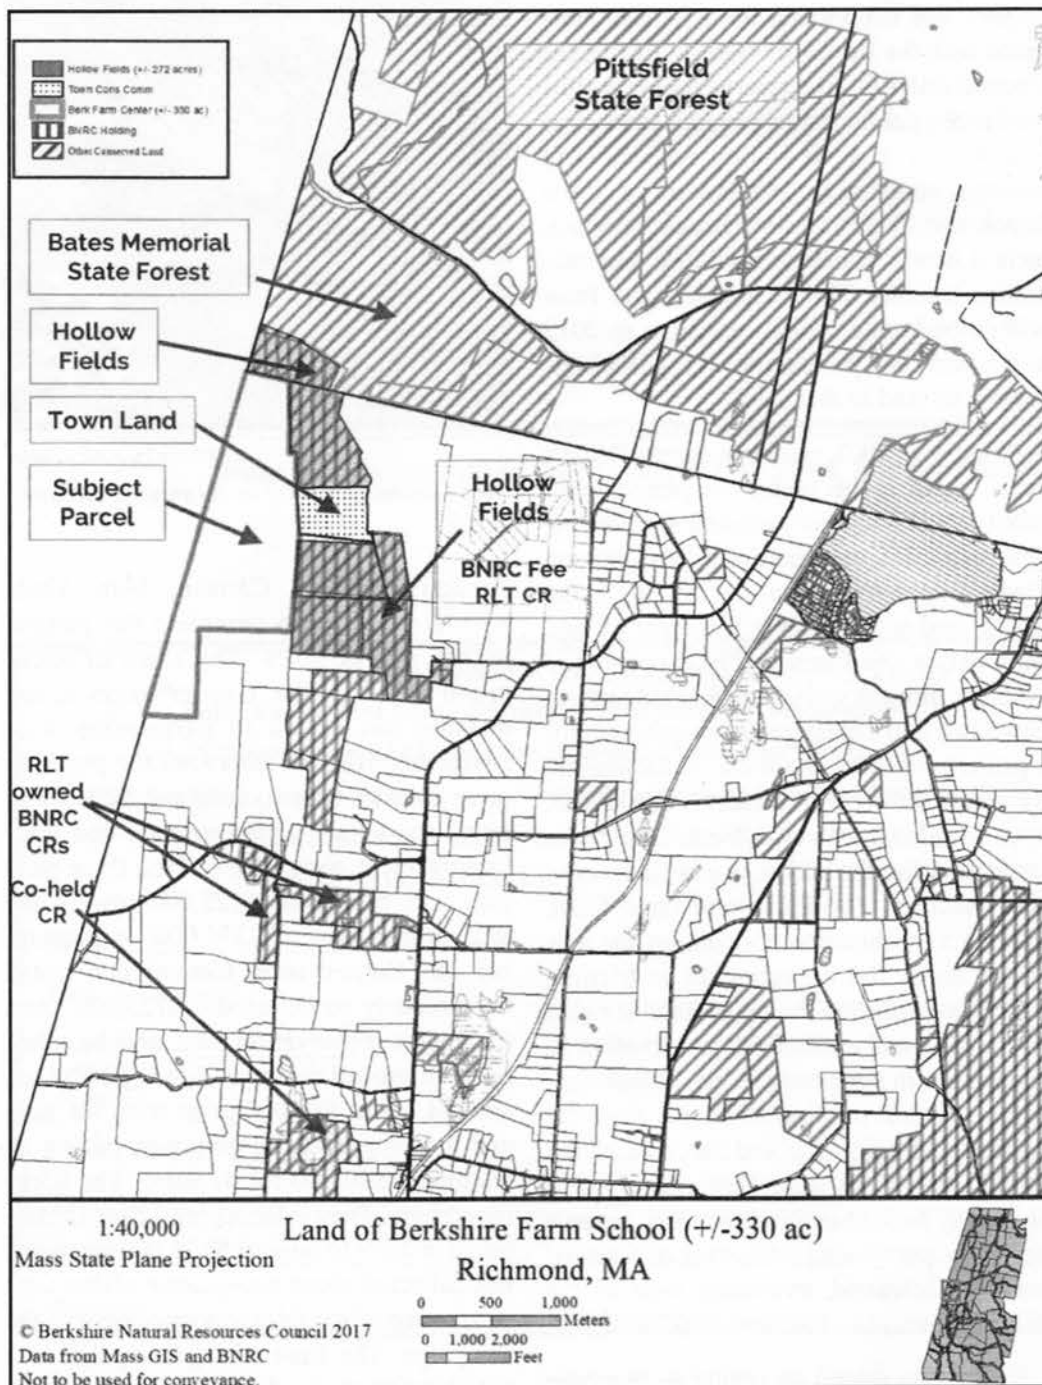 Hollow Fields (+/-272 acres)
Town Cons Comm
Berk Farm Center (+/- 330 ac)
BNRC Holding
Other Conserved Land
Pittsfield
State Forest
Bates Memorial
State Forest
Hollow
Fields
Town Land
Subject
Parcel
Hollow
Fields
BNRC Fee
RLT CR
RLT
owned
BNRC
CRs
Co-held
CR
1:40,000
Mass State Plane Projection
Land of Berkshire Farm School (+/-330 ac)
Richmond, MA
0 500 1,000
Meters
0 1,000 2,000
Feet
© Berkshire Natural Resources Council 2017
Data from Mass GIS and BNRC
Not to be used for conveyance.